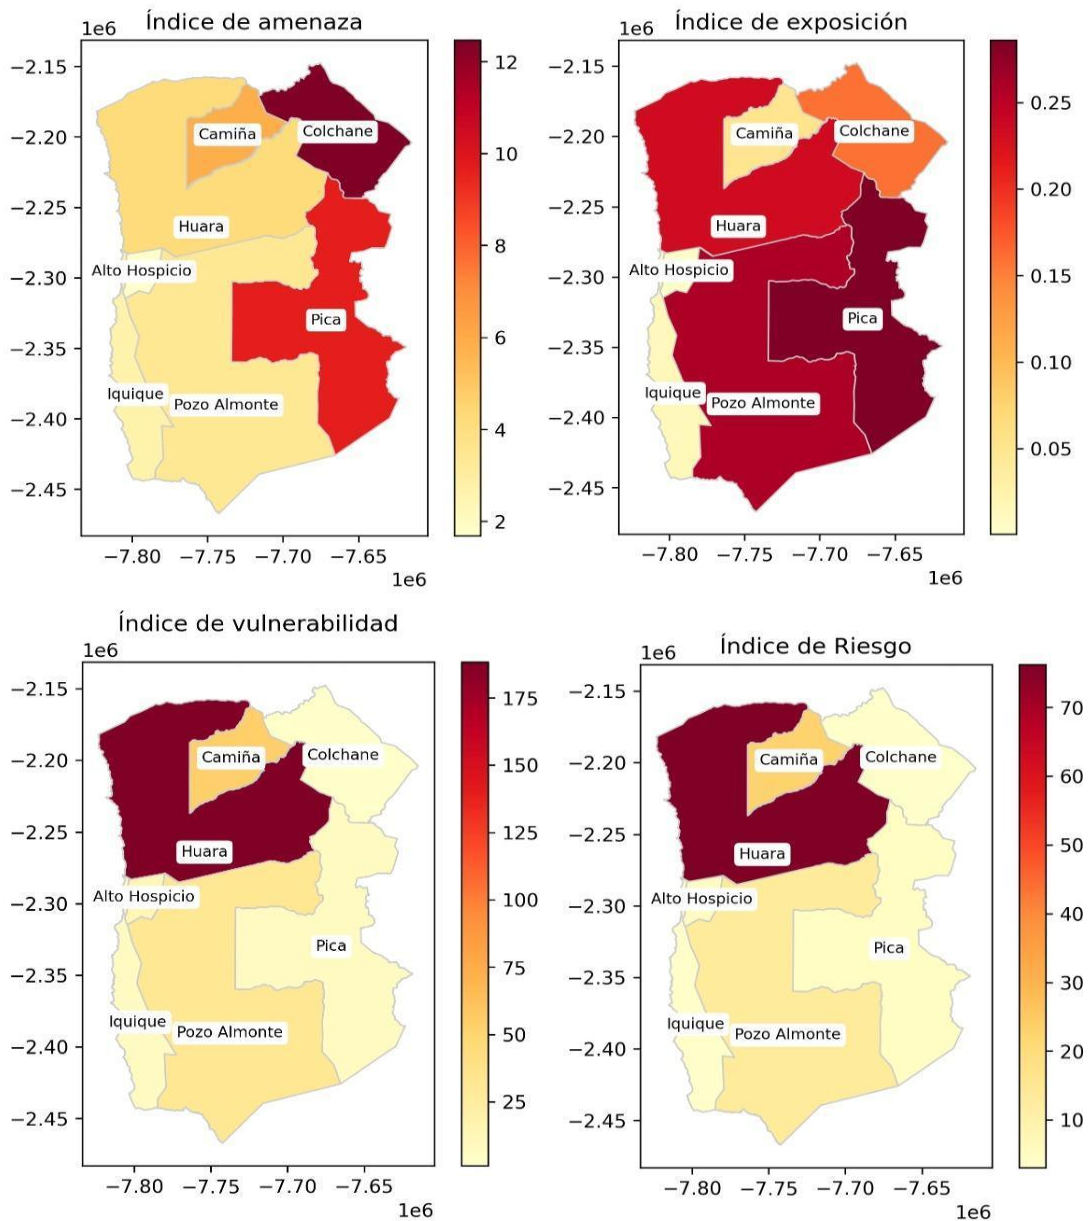 Índice de amenaza
1e6
−2.15
−2.20
−2.25
−2.30
−2.35
−2.40
−2.45
Camiña
Colchane
Huara
Alto Hospicio
Pica
Iquique
Pozo Almonte
−7.80
−7.75
−7.70
−7.65
1e6
12
10
8
6
4
2
Índice de exposición
1e6
−2.15
−2.20
−2.25
−2.30
−2.35
−2.40
−2.45
Camiña
Colchane
Huara
Alto Hospicio
Pica
Iquique
Pozo Almonte
−7.80
−7.75
−7.70
−7.65
1e6
0.25
0.20
0.15
0.10
0.05
Índice de vulnerabilidad
1e6
−2.15
−2.20
−2.25
−2.30
−2.35
−2.40
−2.45
Camiña
Colchane
Huara
Alto Hospicio
Pica
Iquique
Pozo Almonte
−7.80
−7.75
−7.70
−7.65
1e6
175
150
125
100
75
50
25
Índice de Riesgo
1e6
−2.15
−2.20
−2.25
−2.30
−2.35
−2.40
−2.45
Camiña
Colchane
Huara
Alto Hospicio
Pica
Iquique
Pozo Almonte
−7.80
−7.75
−7.70
−7.65
1e6
70
60
50
40
30
20
10